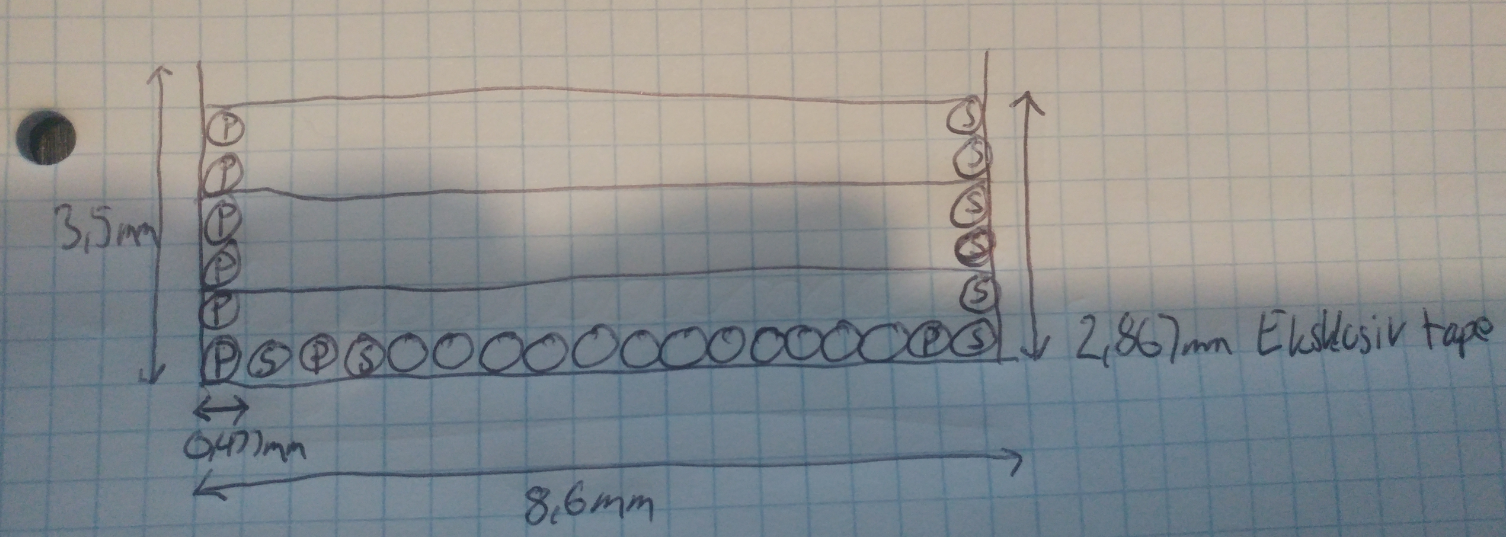 P S
P S
3,5mm P S
P S
P S
P S P S P S
2,867mm Eksklusiv tape
0,477mm
8,6mm